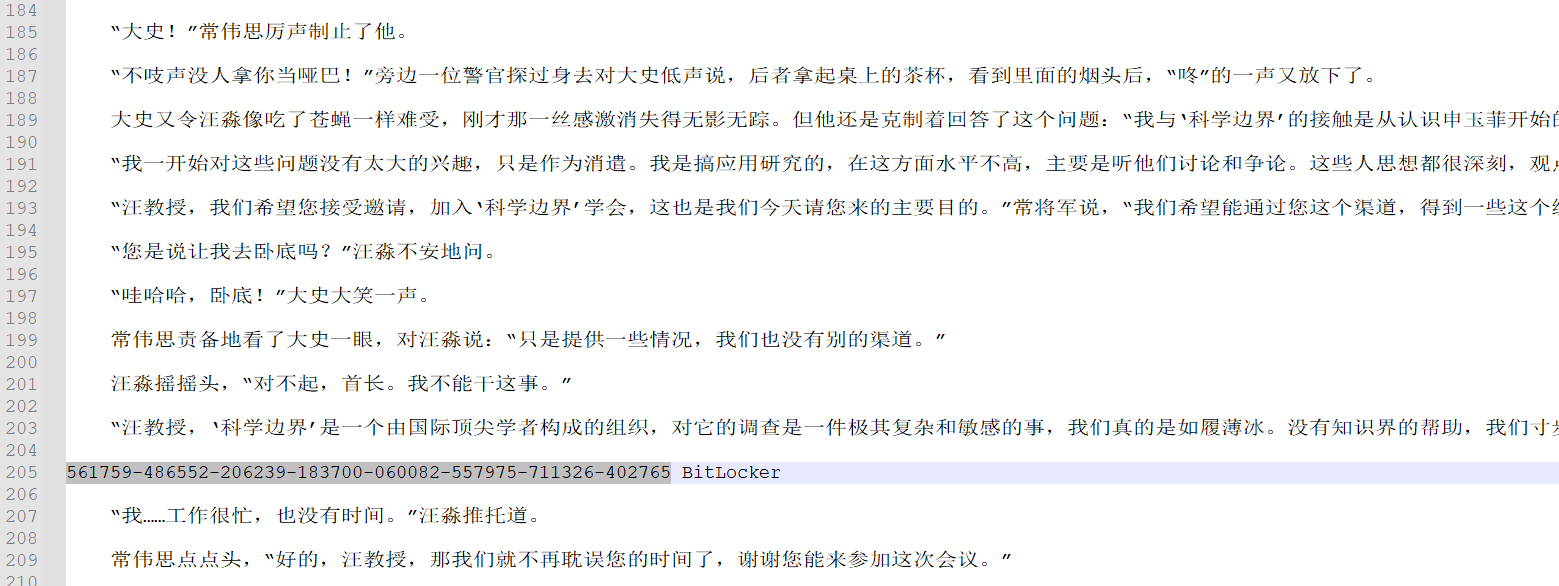 184
185 “大史！”常伟思厉声制止了他。
186
187 “不吱声没人拿你当哑巴！”旁边一位警官探过身去对大史低声说，后者拿起桌上的茶杯，看到里面的烟头后，“咚”的一声又放下了。
188
189 大史又令汪淼像吃了苍蝇一样难受，刚才那一丝感激消失得无影无踪。但他还是克制着回答了这个问题：“我与‘科学边界’的接触是从认识申玉菲开始
190
191 “我一开始对这些问题没有太大的兴趣，只是作为消遣。我是搞应用研究的，在这方面水平不高，主要是听他们讨论和争论。这些人思想都很深刻，观
192
193 “汪教授，我们希望您接受邀请，加入‘科学边界’学会，这也是我们今天请您来的主要目的。”常将军说，“我们希望能通过您这个渠道，得到一些这个
194
195 “您是说让我去卧底吗？”汪淼不安地问。
196
197 “哇哈哈，卧底！”大史大笑一声。
198
199 常伟思责备地看了大史一眼，对汪淼说：“只是提供一些情况，我们也没有别的渠道。”
200
201 汪淼摇摇头，“对不起，首长。我不能干这事。”
202
203 “汪教授，‘科学边界’是一个由国际顶尖学者构成的组织，对它的调查是一件极其复杂和敏感的事，我们真的是如履薄冰。没有知识界的帮助，我们寸
204
205 561759-486552-206239-183700-060082-557975-711326-402765 BitLocker
206
207 “我……工作很忙，也没有时间。”汪淼推托道。
208
209 常伟思点点头，“好的，汪教授，那我们就不再耽误您的时间了，谢谢您能来参加这次会议。”
210